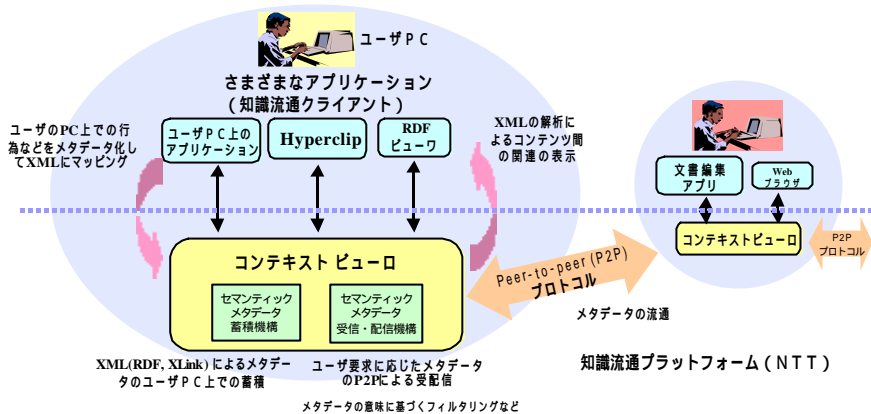 ユーザＰＣ
さまざまなアプリケーション
（知識流通クライアント）
ユーザのPC上での行
為などをメタデータ化し
てXMLにマッピング
ユーザＰＣ上の
アプリケーション
Hyperclip
RDF
ビューワ
XMLの解析に
よるコンテンツ間
の関連の表示
文書編集
アプリ
Web
ブラウザ
コンテキストビューロ
P2P
プロトコル
コンテキスト ビューロ
セマンティック
メタデータ
蓄積機構
セマンティック
メタデータ
受信・配信機構
Peer-to-peer (P2P)
プロトコル
メタデータの流通
XML(RDF, XLink) によるメタデー
タのユーザＰＣ上での蓄積
ユーザ要求に応じたメタデータ
のP2Pによる受配信
メタデータの意味に基づくフィルタリングなど
知識流通プラットフォーム（ＮＴＴ）